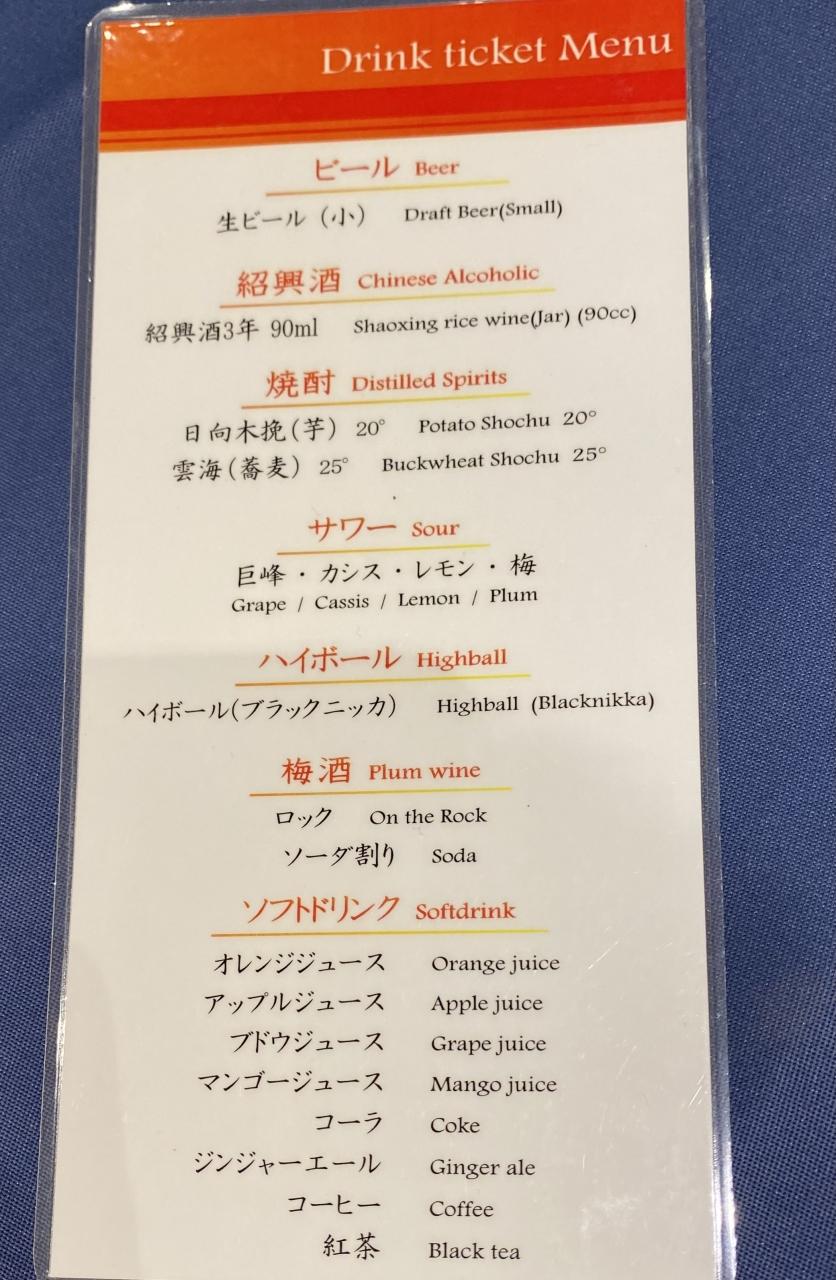 Drink ticket Menu
ビール Beer
生ビール（小） Draft Beer(Small)
紹興酒 Chinese Alcoholic
紹興酒3年 90ml Shaoxing rice wine(Jar) (90cc)
焼酎 Distilled Spirits
日向木挽(芋) 20° Potato Shochu 20°
雲海(蕎麦) 25° Buckwheat Shochu 25°
サワー Sour
巨峰・カシス・レモン・梅
Grape / Cassis / Lemon / Plum
ハイボール Highball
ハイボール(ブラックニッカ) Highball (Blacknikka)
梅酒 Plum wine
ロック On the Rock
ソーダ割り Soda
ソフトドリンク Softdrink
オレンジジュース Orange juice
アップルジュース Apple juice
ブドウジュース Grape juice
マンゴージュース Mango juice
コーラ Coke
ジンジャーエール Ginger ale
コーヒー Coffee
紅茶 Black tea